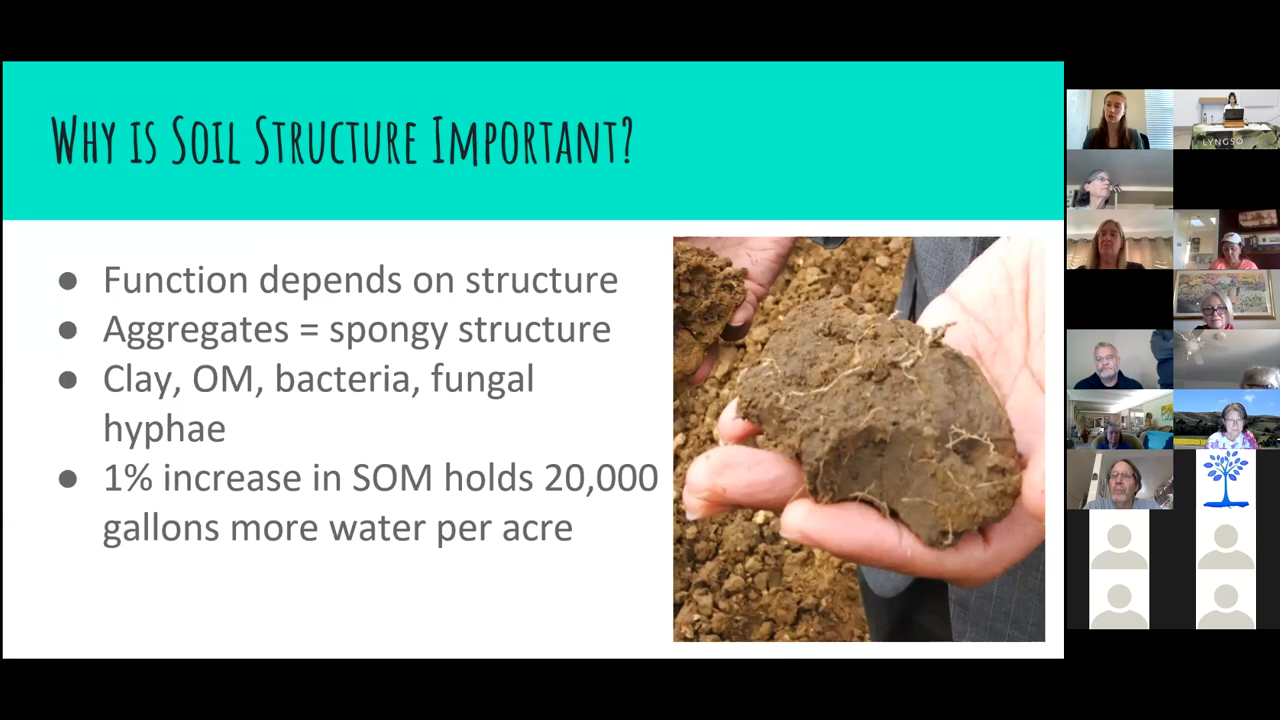 WHY IS SOIL STRUCTURE IMPORTANT?
● Function depends on structure
● Aggregates = spongy structure
● Clay, OM, bacteria, fungal
hyphae
● 1% increase in SOM holds 20,000
gallons more water per acre
LYNGSO